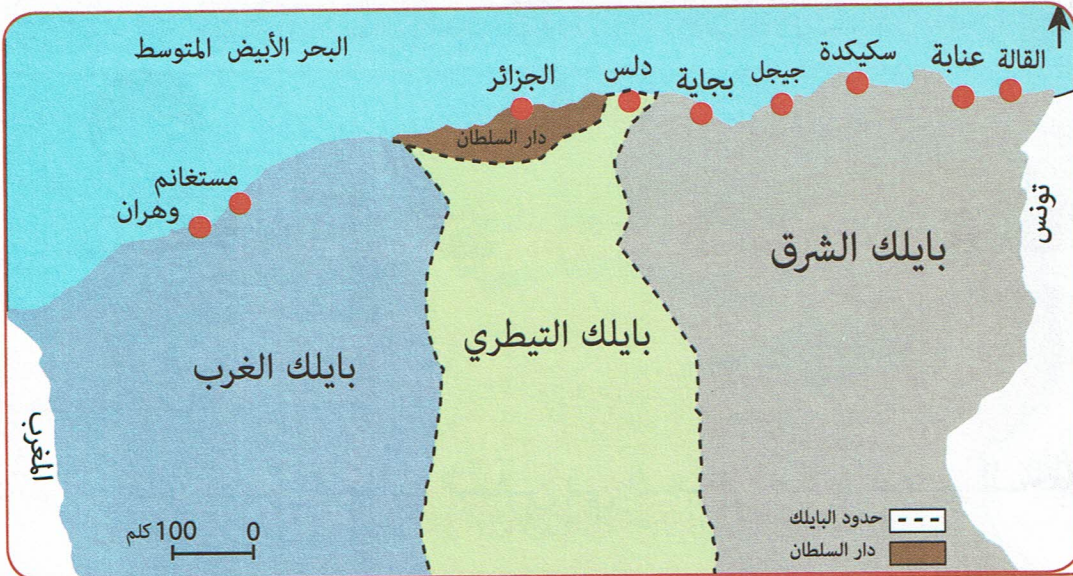 البحر الأبيض المتوسط
القالة
عنابة
سكيكدة
جيجل
بجاية
دلس
الجزائر
دار السلطان
مستغانم
وهران
تونس
بايلك الشرق
بايلك التيطري
بايلك الغرب
المغرب
0 100 كلم
حدود البايلك
دار السلطان